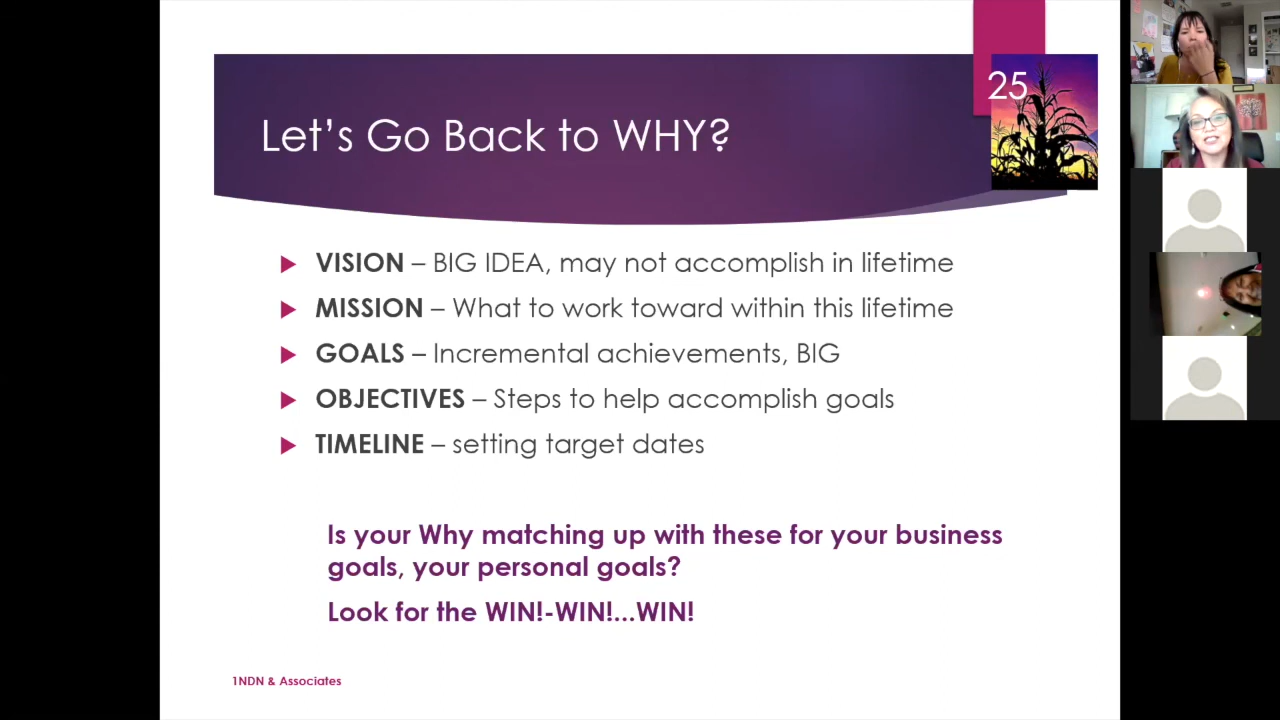 25
Let’s Go Back to WHY?
VISION – BIG IDEA, may not accomplish in lifetime
MISSION – What to work toward within this lifetime
GOALS – Incremental achievements, BIG
OBJECTIVES – Steps to help accomplish goals
TIMELINE – setting target dates
Is your Why matching up with these for your business
goals, your personal goals?
Look for the WIN!-WIN!...WIN!
1NDN & Associates